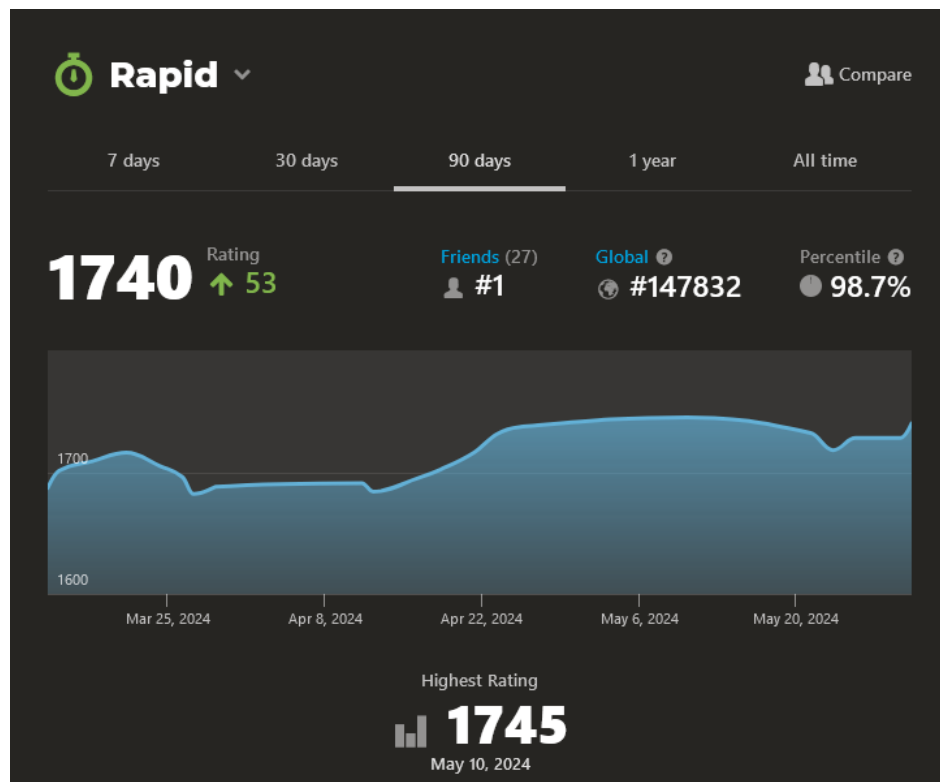 Rapid
Compare
7 days 30 days 90 days 1 year All time
1740 Rating 53
Friends (27) #1
Global ? #147832
Percentile ? 98.7%
1700
1600
Mar 25, 2024 Apr 8, 2024 Apr 22, 2024 May 6, 2024 May 20, 2024
Highest Rating
1745
May 10, 2024